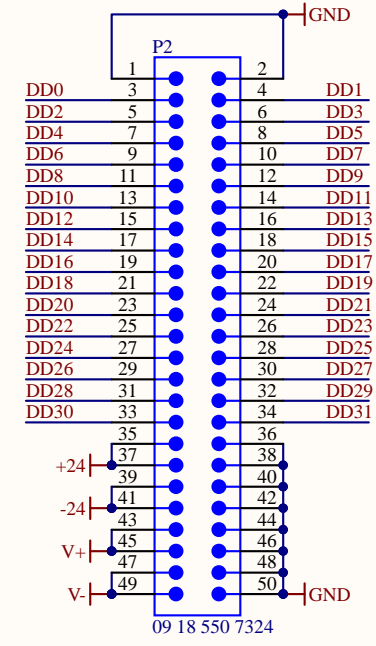 GND
P2
1 2
DD0 3 4 DD1
DD2 5 6 DD3
DD4 7 8 DD5
DD6 9 10 DD7
DD8 11 12 DD9
DD10 13 14 DD11
DD12 15 16 DD13
DD14 17 18 DD15
DD16 19 20 DD17
DD18 21 22 DD19
DD20 23 24 DD21
DD22 25 26 DD23
DD24 27 28 DD25
DD26 29 30 DD27
DD28 31 32 DD29
DD30 33 34 DD31
35 36
+24 37 38
39 40
-24 41 42
43 44
V+ 45 46
47 48
V- 49 50 GND
09 18 550 7324